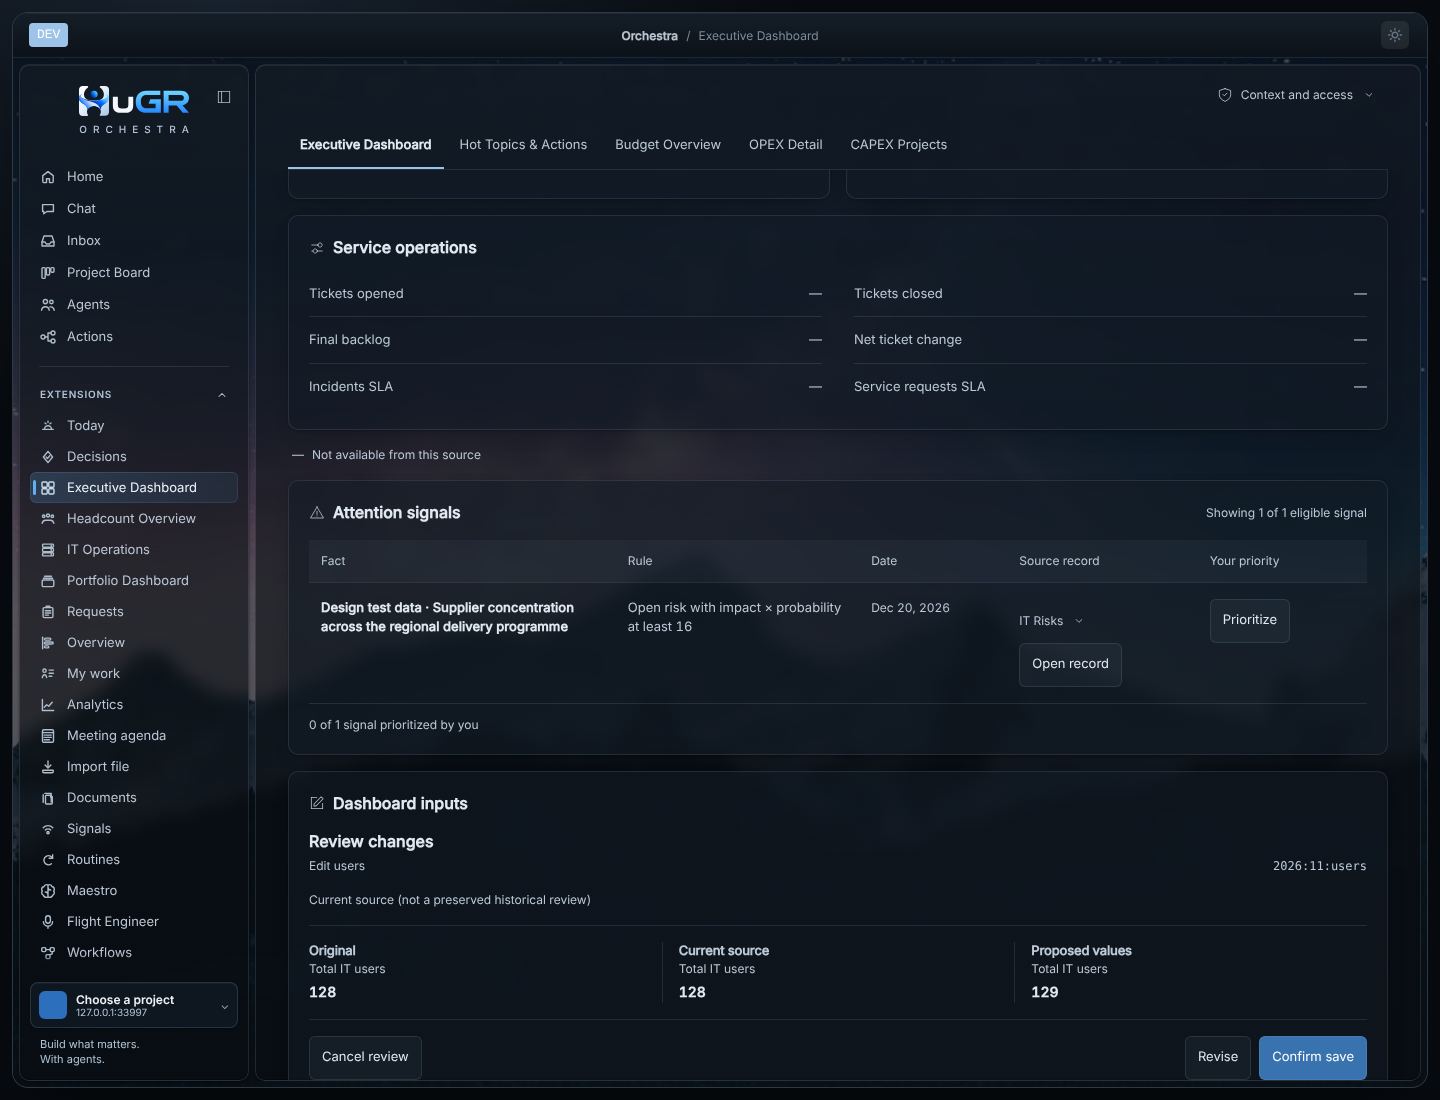 DEV
Orchestra / Executive Dashboard
HuGR
ORCHESTRA
Context and access
Executive Dashboard
Hot Topics & Actions
Budget Overview
OPEX Detail
CAPEX Projects
Home
Chat
Inbox
Project Board
Agents
Actions
EXTENSIONS
Today
Decisions
Executive Dashboard
Headcount Overview
IT Operations
Portfolio Dashboard
Requests
Overview
My work
Analytics
Meeting agenda
Import file
Documents
Signals
Routines
Maestro
Flight Engineer
Workflows
Choose a project
127.0.0.1:33997
Build what matters.
With agents.
Service operations
Tickets opened —
Tickets closed —
Final backlog —
Net ticket change —
Incidents SLA —
Service requests SLA —
— Not available from this source
Attention signals
Showing 1 of 1 eligible signal
Fact
Rule
Date
Source record
Your priority
Design test data · Supplier concentration
across the regional delivery programme
Open risk with impact × probability
at least 16
Dec 20, 2026
IT Risks
Open record
Prioritize
0 of 1 signal prioritized by you
Dashboard inputs
Review changes
Edit users
2026:11:users
Current source (not a preserved historical review)
Original
Total IT users
128
Current source
Total IT users
128
Proposed values
Total IT users
129
Cancel review
Revise
Confirm save